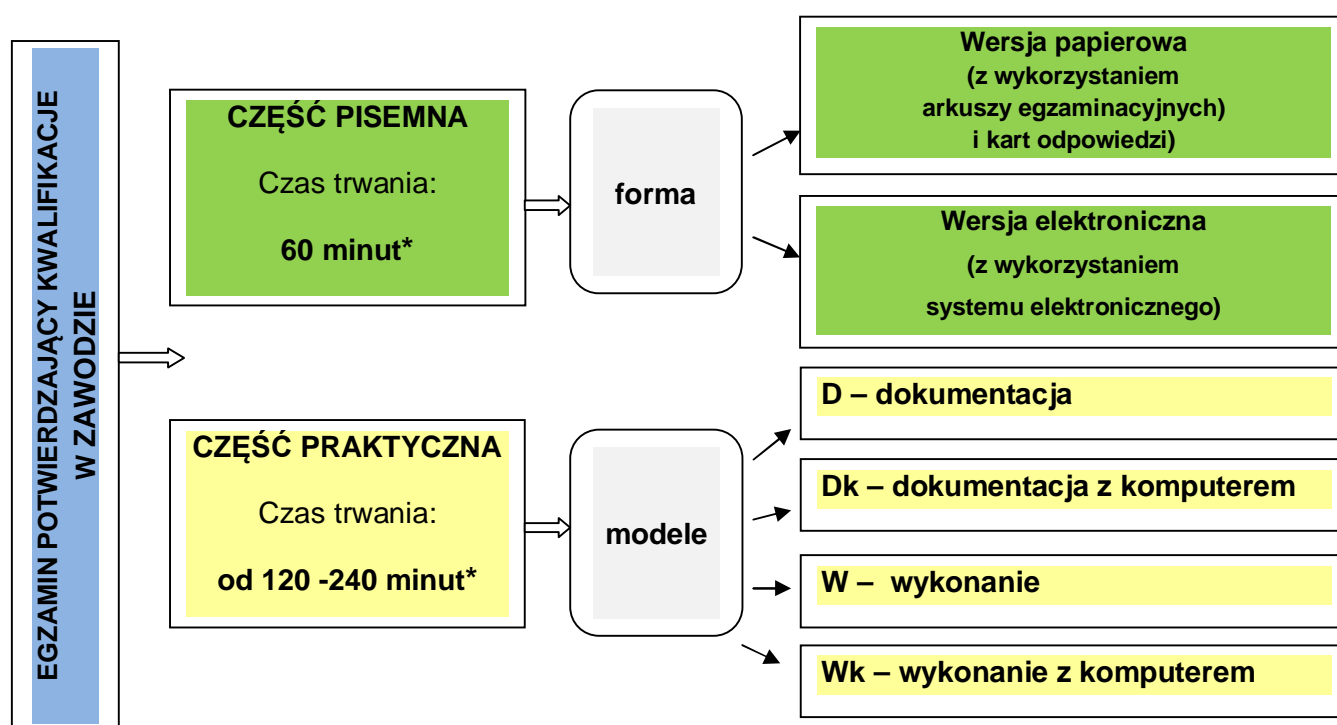 EGZAMIN POTWIERDZAJĄCY KWALIFIKACJE
W ZAWODZIE
CZĘŚĆ PISEMNA
Czas trwania:
60 minut*
forma
Wersja papierowa
(z wykorzystaniem
arkuszy egzaminacyjnych)
i kart odpowiedzi)
Wersja elektroniczna
(z wykorzystaniem
systemu elektronicznego)
CZĘŚĆ PRAKTYCZNA
Czas trwania:
od 120 -240 minut*
modele
D – dokumentacja
Dk – dokumentacja z komputerem
W – wykonanie
Wk – wykonanie z komputerem